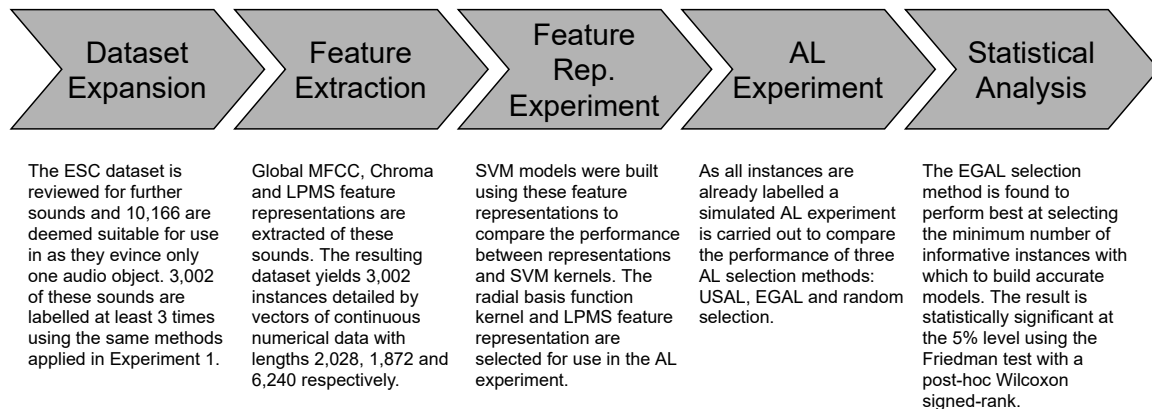 Dataset
Expansion
Feature
Extraction
Feature
Rep.
Experiment
AL
Experiment
Statistical
Analysis
The ESC dataset is
reviewed for further
sounds and 10,166 are
deemed suitable for use
in as they evince only
one audio object. 3,002
of these sounds are
labelled at least 3 times
using the same methods
applied in Experiment 1.
Global MFCC, Chroma
and LPMS feature
representations are
extracted of these
sounds. The resulting
dataset yields 3,002
instances detailed by
vectors of continuous
numerical data with
lengths 2,028, 1,872 and
6,240 respectively.
SVM models were built
using these feature
representations to
compare the performance
between representations
and SVM kernels. The
radial basis function
kernel and LPMS feature
representation are
selected for use in the AL
experiment.
As all instances are
already labelled a
simulated AL experiment
is carried out to compare
the performance of three
AL selection methods:
USAL, EGAL and random
selection.
The EGAL selection
method is found to
perform best at selecting
the minimum number of
informative instances with
which to build accurate
models. The result is
statistically significant at
the 5% level using the
Friedman test with a
post-hoc Wilcoxon
signed-rank.